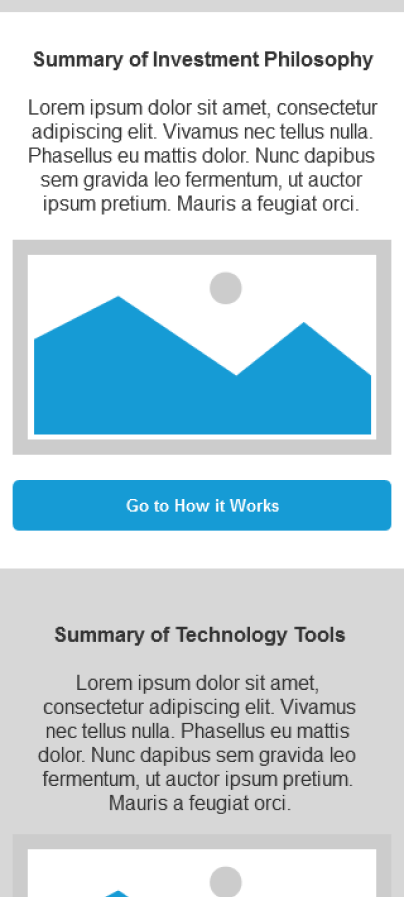 Summary of Investment Philosophy
Lorem ipsum dolor sit amet, consectetur
adipiscing elit. Vivamus nec tellus nulla.
Phasellus eu mattis dolor. Nunc dapibus
sem gravida leo fermentum, ut auctor
ipsum pretium. Mauris a feugiat orci.
Go to How it Works
Summary of Technology Tools
Lorem ipsum dolor sit amet,
consectetur adipiscing elit. Vivamus
nec tellus nulla. Phasellus eu mattis
dolor. Nunc dapibus sem gravida leo
fermentum, ut auctor ipsum pretium.
Mauris a feugiat orci.